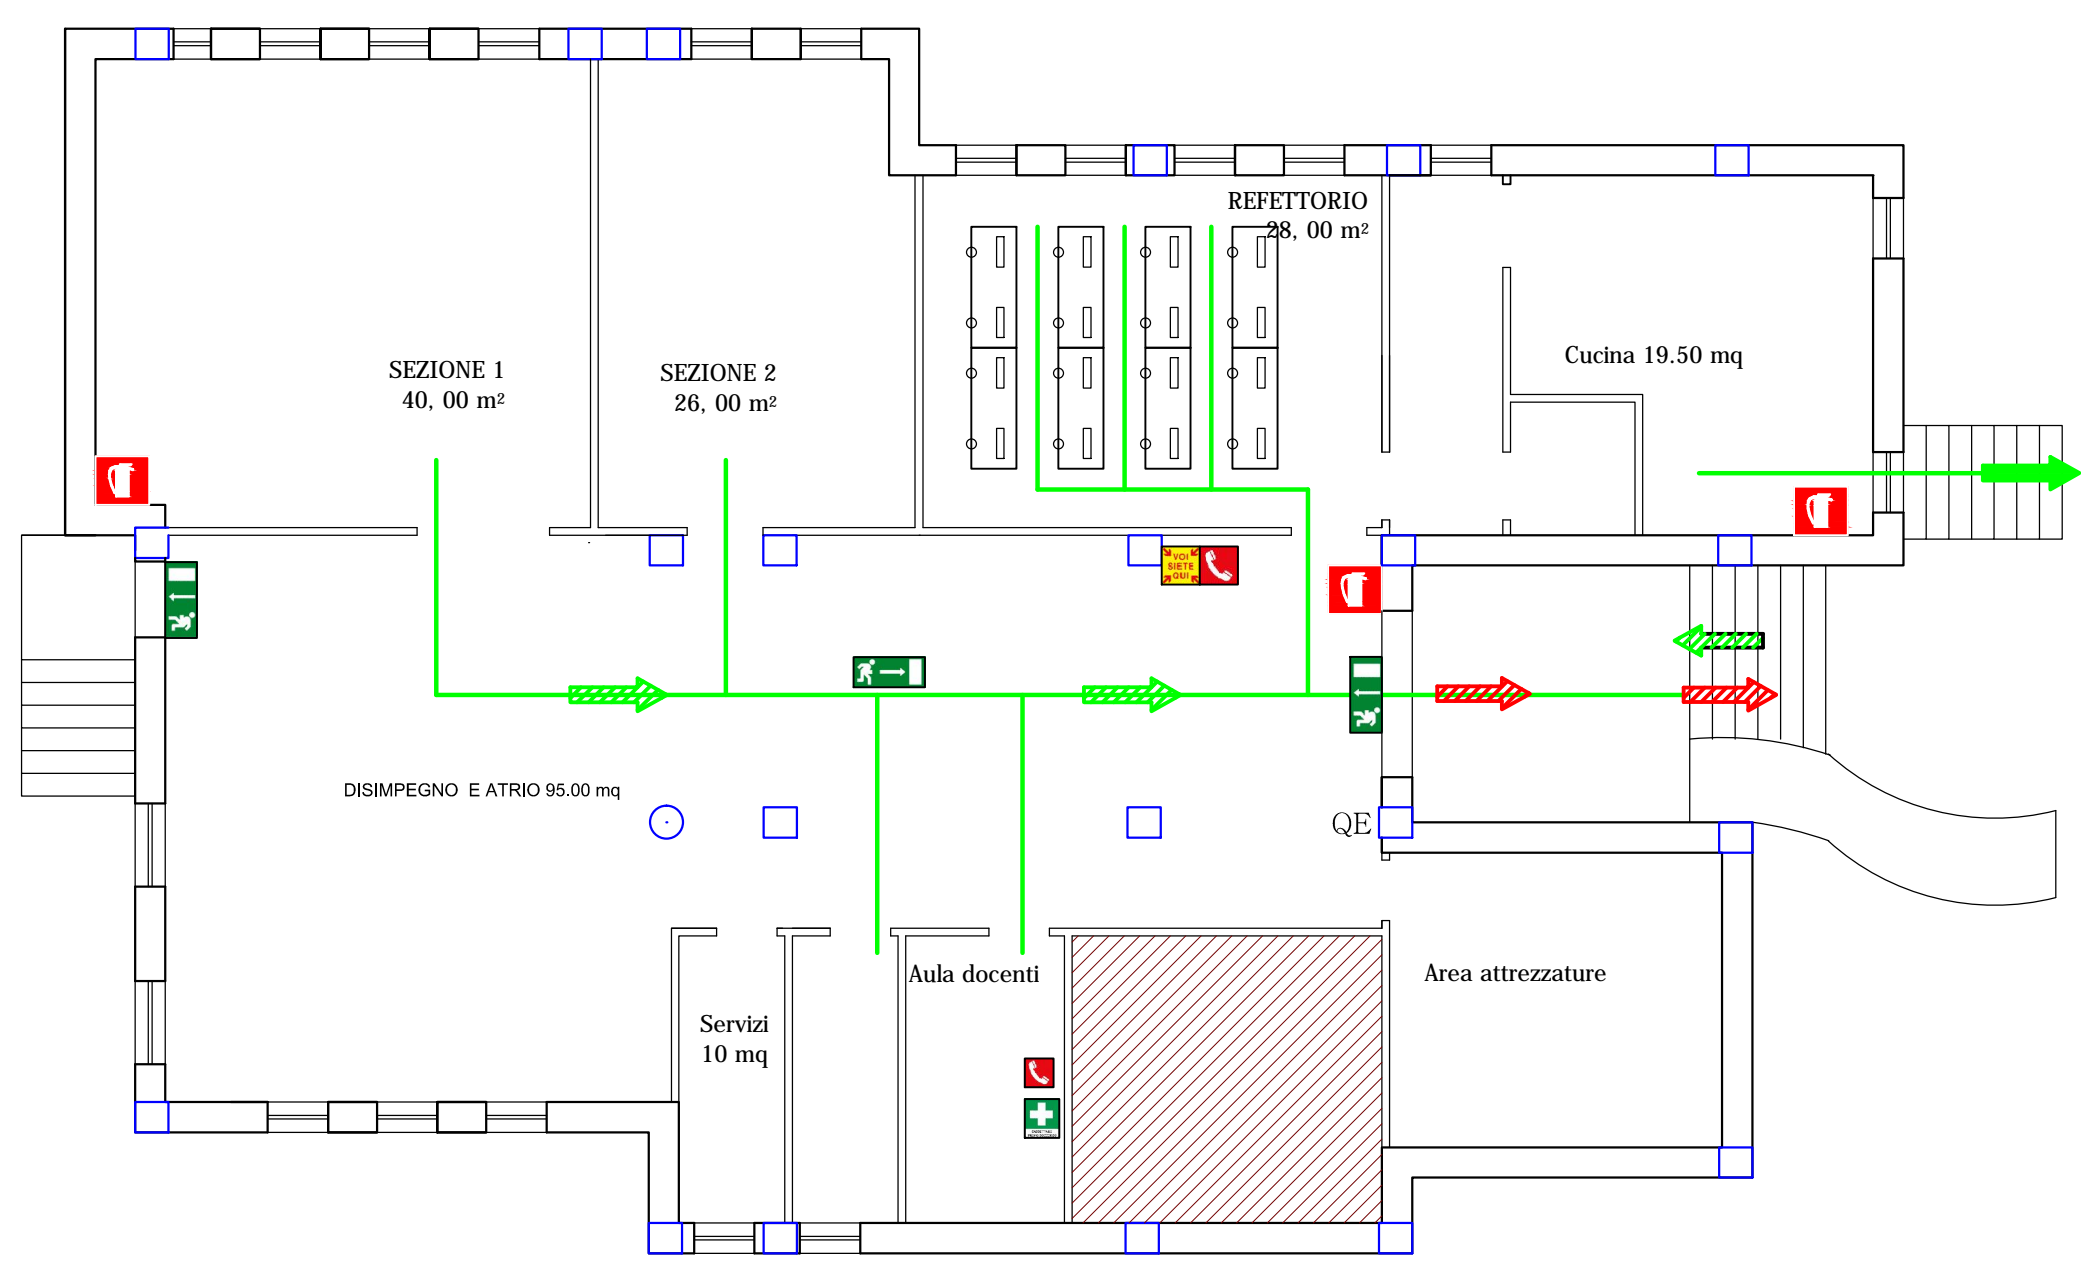 REFETTORIO
28, 00 m²
SEZIONE 1
40, 00 m²
SEZIONE 2
26, 00 m²
Cucina 19.50 mq
VOI
SIETE
QUI
DISIMPEGNO E ATRIO 95.00 mq
QE
Aula docenti
Area attrezzature
Servizi
10 mq